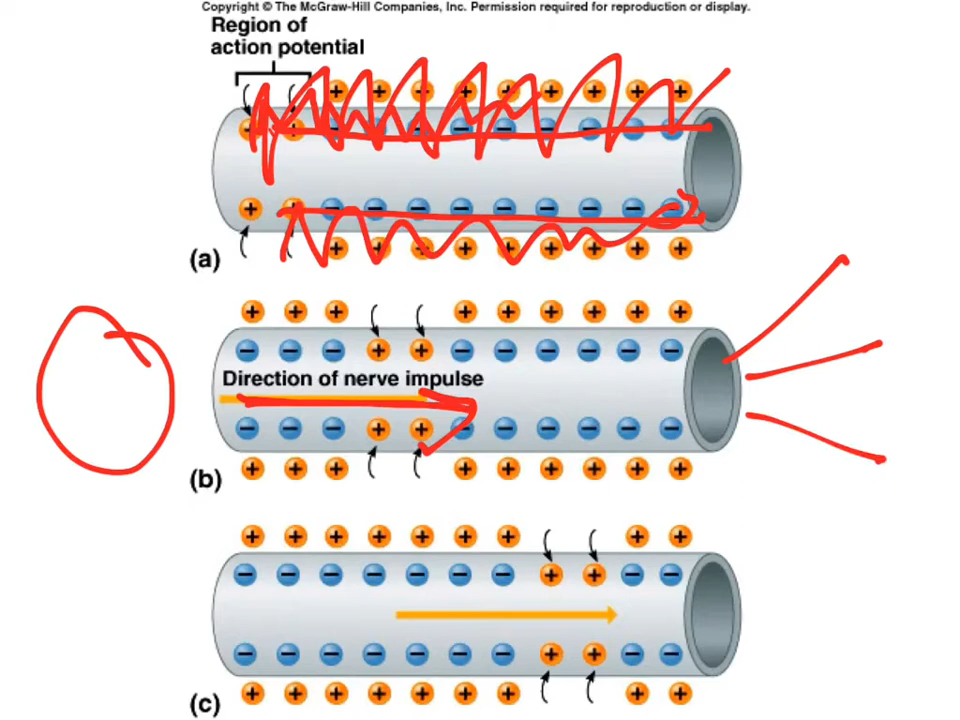 Copyright © The McGraw-Hill Companies, Inc. Permission required for reproduction or display.
Region of
action potential
(a)
Direction of nerve impulse
(b)
(c)